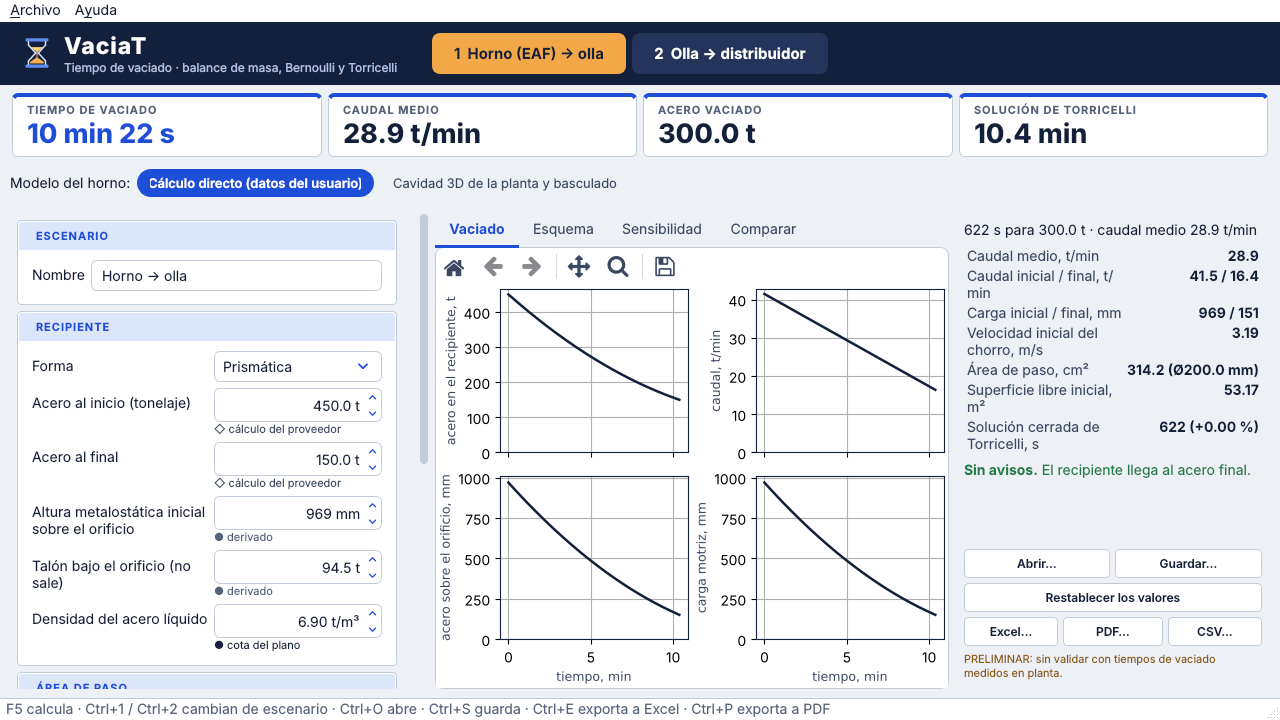 Archivo Ayuda
VaciaT
Tiempo de vaciado · balance de masa, Bernoulli y Torricelli
1 Horno (EAF) → olla
2 Olla → distribuidor
TIEMPO DE VACIADO
10 min 22 s
CAUDAL MEDIO
28.9 t/min
ACERO VACIADO
300.0 t
SOLUCIÓN DE TORRICELLI
10.4 min
Modelo del horno: Cálculo directo (datos del usuario) Cavidad 3D de la planta y basculado
ESCENARIO
Nombre Horno → olla
RECIPIENTE
Forma Prismática
Acero al inicio (tonelaje) 450.0 t
◇ cálculo del proveedor
Acero al final 150.0 t
◇ cálculo del proveedor
Altura metalostática inicial
sobre el orificio
969 mm
● derivado
Talón bajo el orificio (no
sale)
94.5 t
● derivado
Densidad del acero líquido 6.90 t/m³
● cota del plano
ÁREA DE PASO
Vaciado Esquema Sensibilidad Comparar
acero en el recipiente, t
400
300
200
100
0
caudal, t/min
40
30
20
10
0
acero sobre el orificio, mm
1000
750
500
250
0
0 5 10
tiempo, min
carga motriz, mm
1000
750
500
250
0
0 5 10
tiempo, min
622 s para 300.0 t · caudal medio 28.9 t/min
Caudal medio, t/min 28.9
Caudal inicial / final, t/
min
41.5 / 16.4
Carga inicial / final, mm 969 / 151
Velocidad inicial del
chorro, m/s
3.19
Área de paso, cm² 314.2 (Ø200.0 mm)
Superficie libre inicial,
m²
53.17
Solución cerrada de
Torricelli, s
622 (+0.00 %)
Sin avisos. El recipiente llega al acero final.
Abrir... Guardar...
Restablecer los valores
Excel... PDF... CSV...
PRELIMINAR: sin validar con tiempos de vaciado
medidos en planta.
F5 calcula · Ctrl+1 / Ctrl+2 cambian de escenario · Ctrl+O abre · Ctrl+S guarda · Ctrl+E exporta a Excel · Ctrl+P exporta a PDF